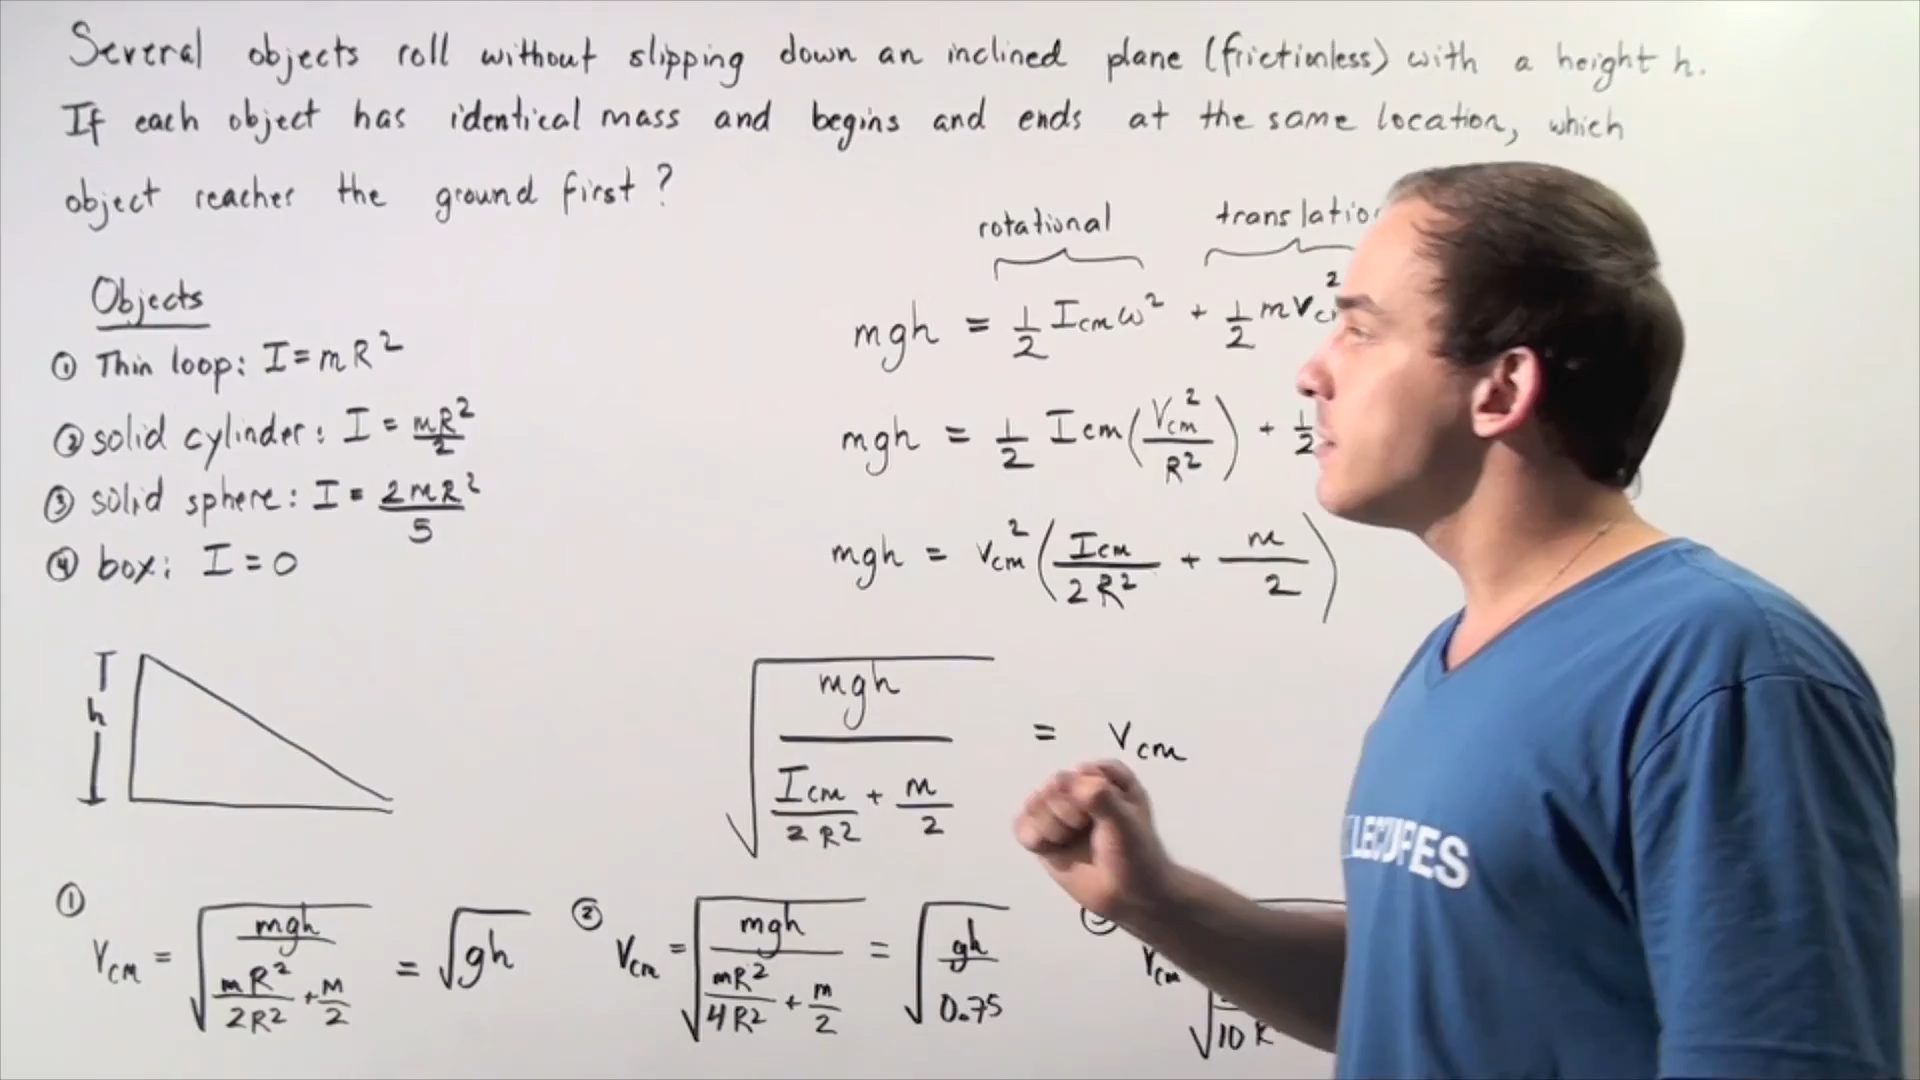 Several objects roll without slipping down an inclined plane (frictionless) with a height h.
If each object has identical mass and begins and ends at the same location, which
object reaches the ground first?
rotational
mgh = 1/2 Icm ω² + 1/2 m Vcm²
mgh = 1/2 Icm (Vcm²/R²) + 1/2
mgh = Vcm² (Icm/2R² + m/2)
Objects
① Thin loop: I = mR²
② solid cylinder: I = mR²/2
③ solid sphere: I = 2mR²/5
④ box: I = 0
h
√(mgh/(Icm/2R² + m/2)) = Vcm
① Vcm = √(mgh/(mR²/2R² + m/2)) = √gh
② Vcm = √(mgh/(mR²/4R² + m/2)) = √(gh/0.75)
③ Vcm
10R